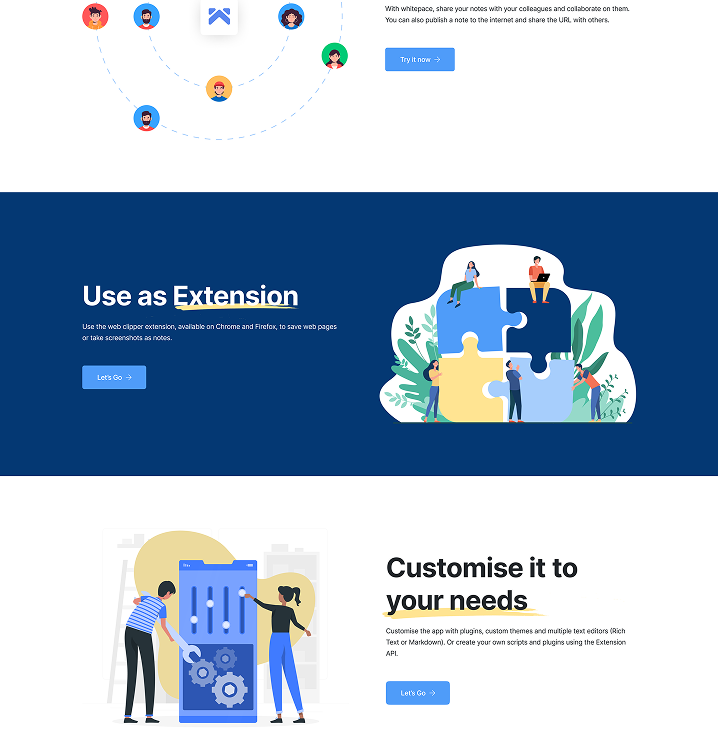 With whitepace, share your notes with your colleagues and collaborate on them.
You can also publish a note to the internet and share the URL with others.
Try it now →
Use as Extension
Use the web clipper extension, available on Chrome and Firefox, to save web pages
or take screenshots as notes.
Let's Go →
Customise it to
your needs
Customise the app with plugins, custom themes and multiple text editors (Rich
Text or Markdown). Or create your own scripts and plugins using the Extension
API.
Let's Go →